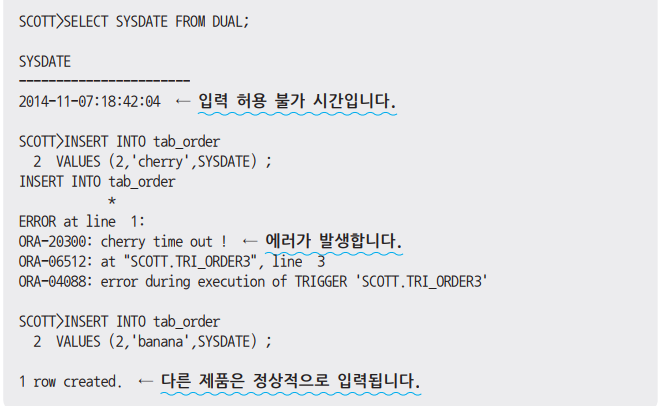 SCOTT>SELECT SYSDATE FROM DUAL;
SYSDATE
-----------------------
2014-11-07:18:42:04 ← 입력 허용 불가 시간입니다.
SCOTT>INSERT INTO tab_order
2 VALUES (2,'cherry',SYSDATE) ;
INSERT INTO tab_order
*
ERROR at line 1:
ORA-20300: cherry time out ! ← 에러가 발생합니다.
ORA-06512: at "SCOTT.TRI_ORDER3", line 3
ORA-04088: error during execution of TRIGGER 'SCOTT.TRI_ORDER3'
SCOTT>INSERT INTO tab_order
2 VALUES (2,'banana',SYSDATE) ;
1 row created. ← 다른 제품은 정상적으로 입력됩니다.